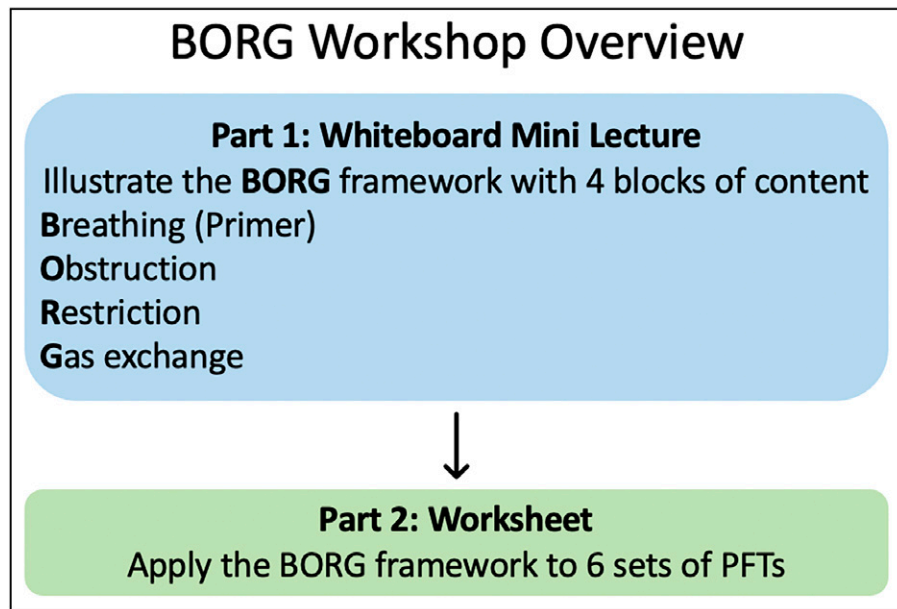 BORG Workshop Overview
Part 1: Whiteboard Mini Lecture
Illustrate the BORG framework with 4 blocks of content
Breathing (Primer)
Obstruction
Restriction
Gas exchange
Part 2: Worksheet
Apply the BORG framework to 6 sets of PFTs